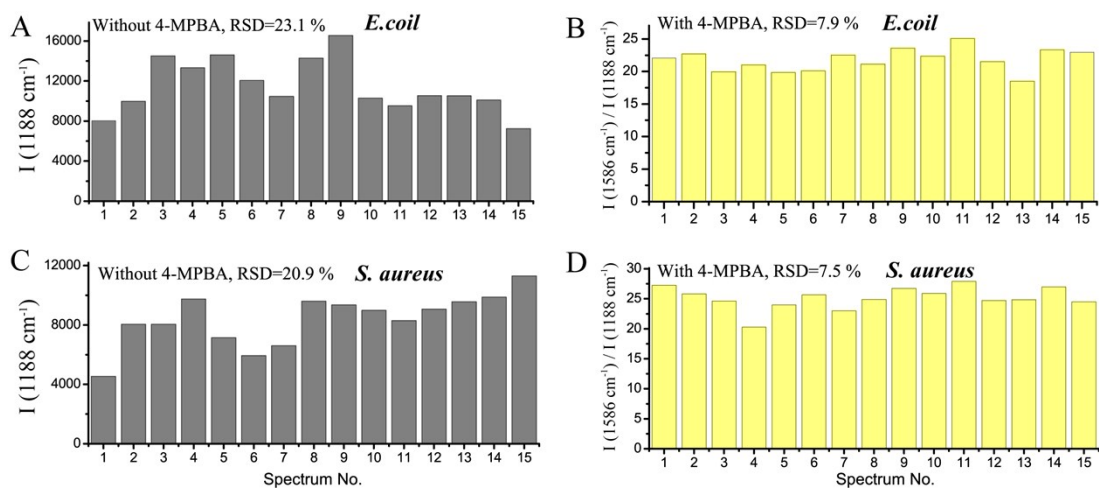 A
Without 4-MPBA, RSD=23.1 % E.coil
I (1188 cm⁻¹)
16000
12000
8000
4000
0
1 2 3 4 5 6 7 8 9 10 11 12 13 14 15
B
With 4-MPBA, RSD=7.9 % E.coil
I (1586 cm⁻¹) / I (1188 cm⁻¹)
25
20
15
10
5
0
1 2 3 4 5 6 7 8 9 10 11 12 13 14 15
C
Without 4-MPBA, RSD=20.9 % S. aureus
I (1188 cm⁻¹)
12000
8000
4000
0
1 2 3 4 5 6 7 8 9 10 11 12 13 14 15
Spectrum No.
D
With 4-MPBA, RSD=7.5 % S. aureus
I (1586 cm⁻¹) / I (1188 cm⁻¹)
30
25
20
15
10
5
0
1 2 3 4 5 6 7 8 9 10 11 12 13 14 15
Spectrum No.